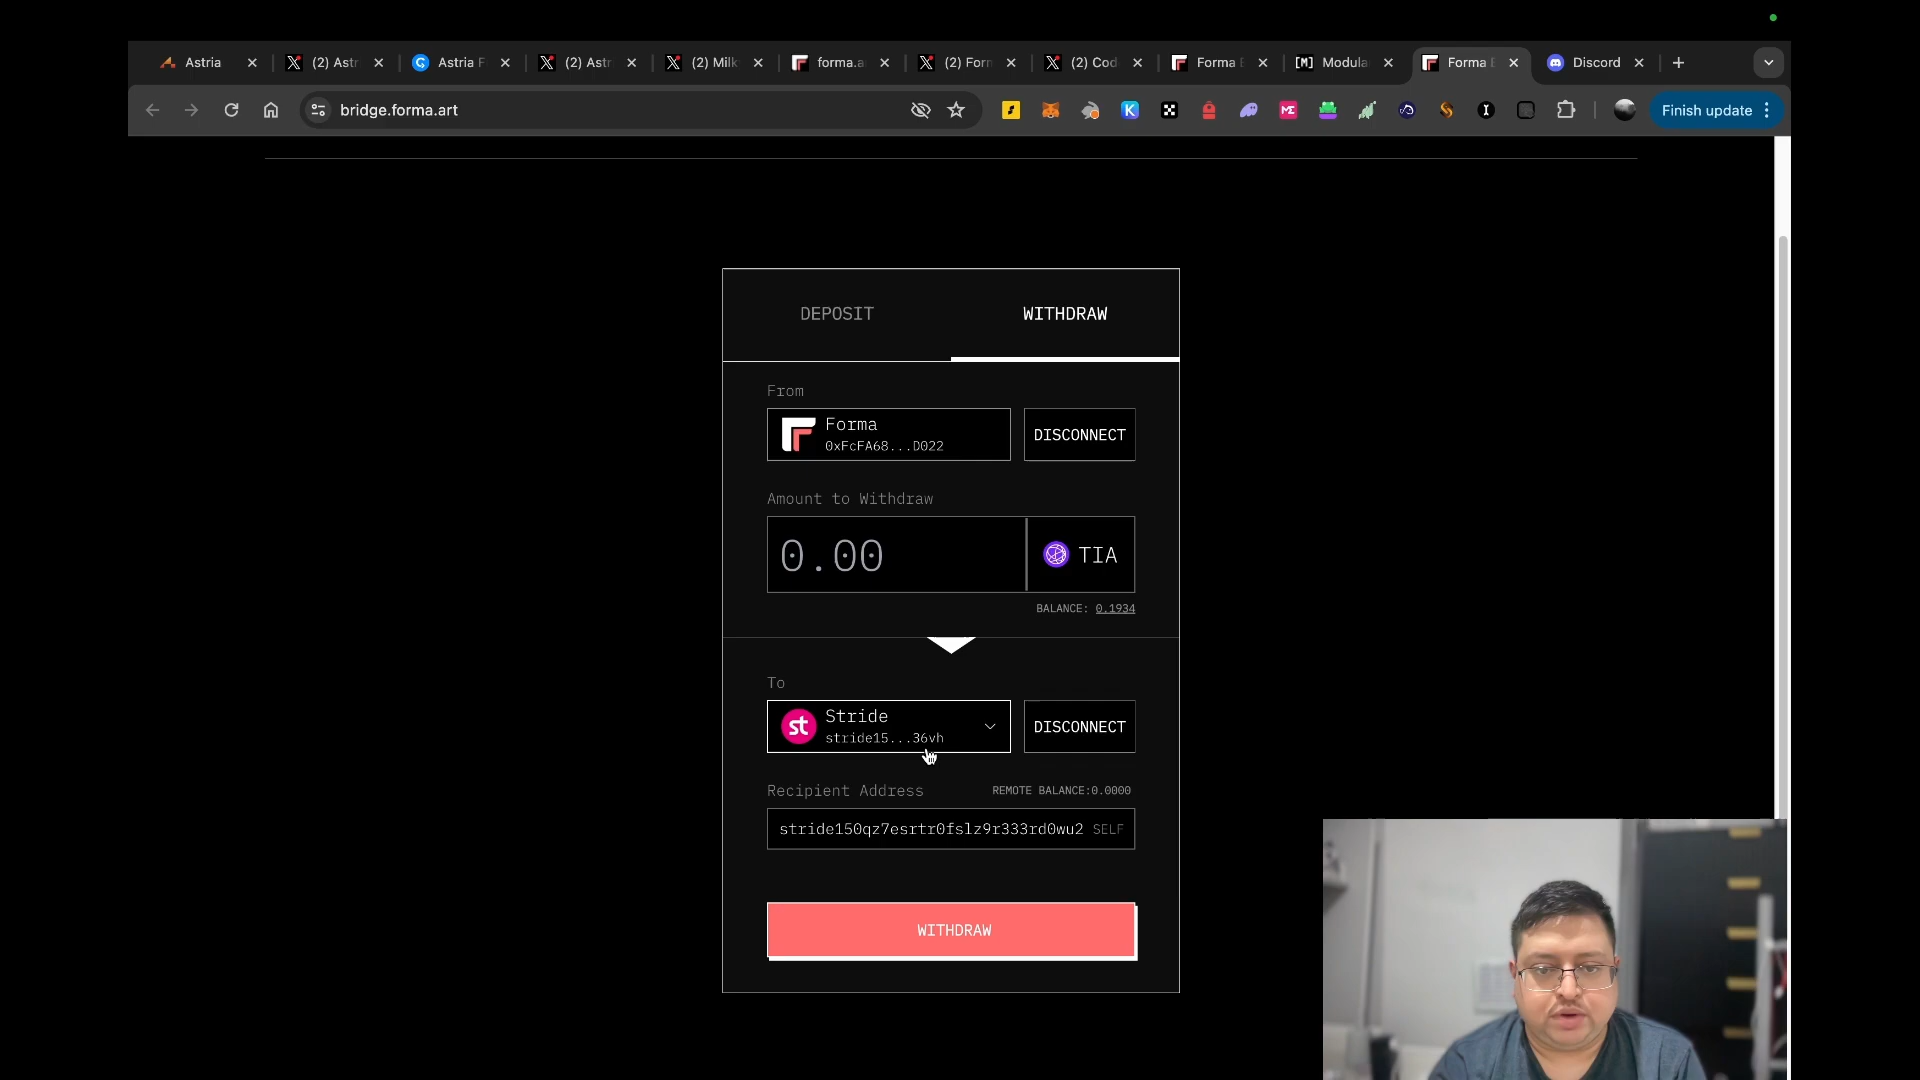 Astria
(2) Astr
Astria F
(2) Astr
(2) Milk
forma.a
(2) Form
(2) Cod
Forma
[M] Modula
Forma
Discord
bridge.forma.art
Finish update
DEPOSIT
WITHDRAW
From
Forma
0xFcFA68...D022
DISCONNECT
Amount to Withdraw
0.00
TIA
BALANCE: 0.1934
To
st
Stride
stride15...36vh
DISCONNECT
Recipient Address
REMOTE BALANCE:0.0000
stride150qz7esrtr0fslz9r333rd0wu2
SELF
WITHDRAW